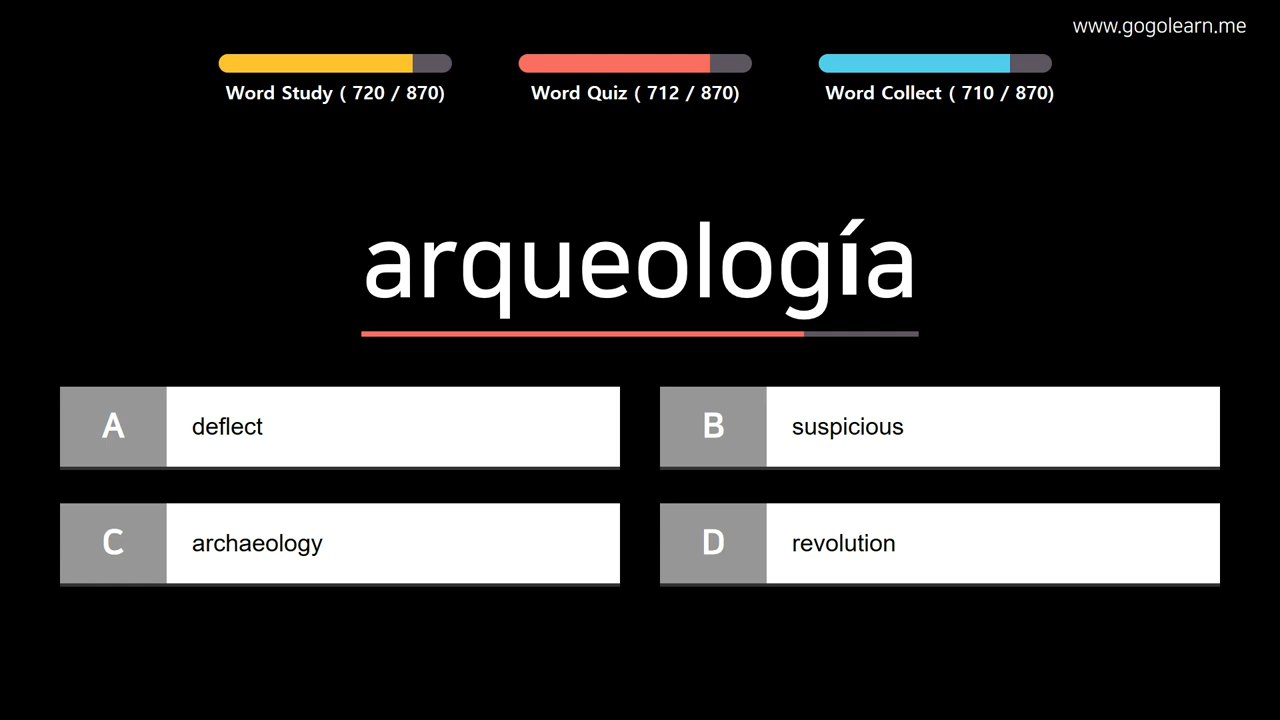 www.gogolearn.me
Word Study ( 720 / 870)
Word Quiz ( 712 / 870)
Word Collect ( 710 / 870)
arqueología
A deflect
B suspicious
C archaeology
D revolution